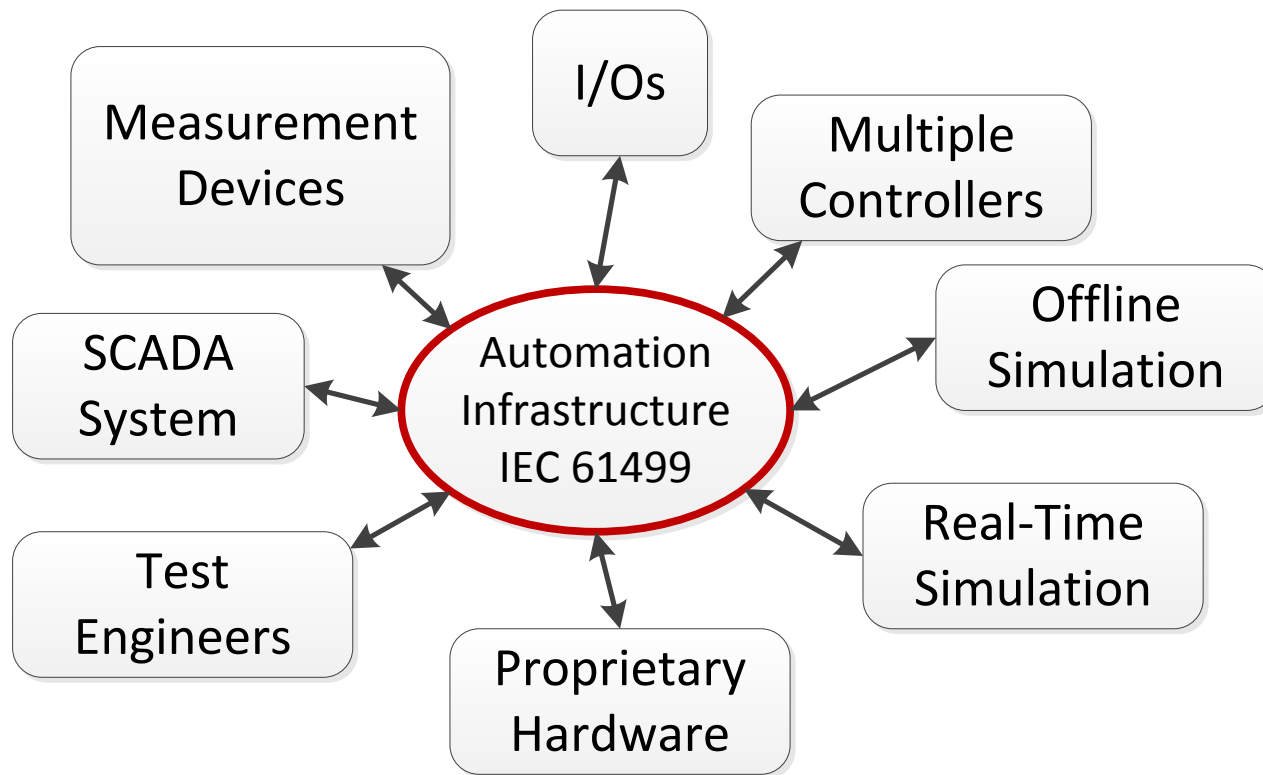 I/Os
Measurement
Devices
Multiple
Controllers
Offline
Simulation
SCADA
System
Automation
Infrastructure
IEC 61499
Real-Time
Simulation
Test
Engineers
Proprietary
Hardware